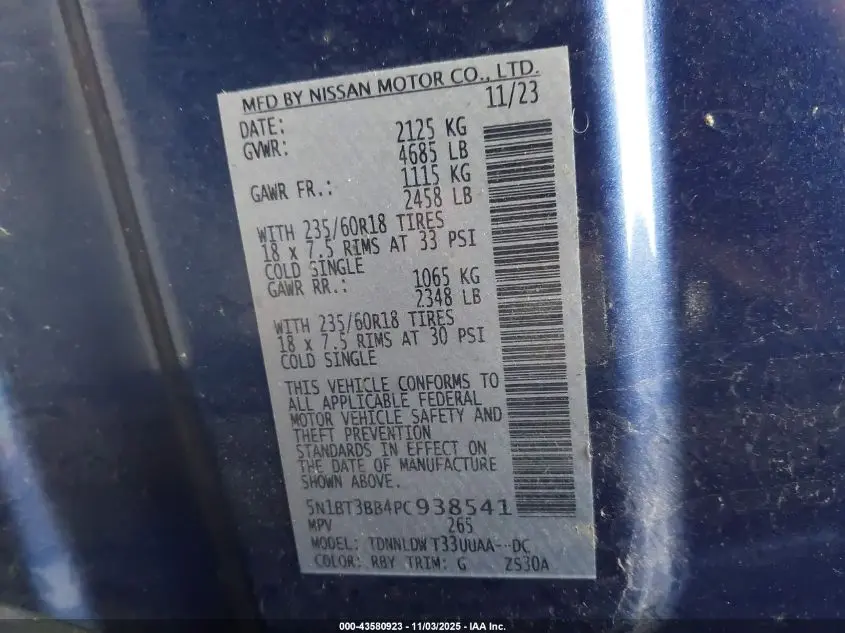 MFD BY NISSAN MOTOR CO., LTD.
DATE: 11/23
GVWR: 2125 KG
4685 LB
GAWR FR.: 1115 KG
2458 LB
WITH 235/60R18 TIRES
18 x 7.5 RIMS AT 33 PSI
COLD SINGLE
GAWR RR.: 1065 KG
2348 LB
WITH 235/60R18 TIRES
18 x 7.5 RIMS AT 30 PSI
COLD SINGLE
THIS VEHICLE CONFORMS TO
ALL APPLICABLE FEDERAL
MOTOR VEHICLE SAFETY AND
THEFT PREVENTION
STANDARDS IN EFFECT ON
THE DATE OF MANUFACTURE
SHOWN ABOVE.
5N1BT3BB4PC938541
MPV 265
MODEL: TDNNLDW T33UUAA--DC
COLOR: RBY TRIM: G ZS30A
000-43580923 - 11/03/2025 - IAA Inc.